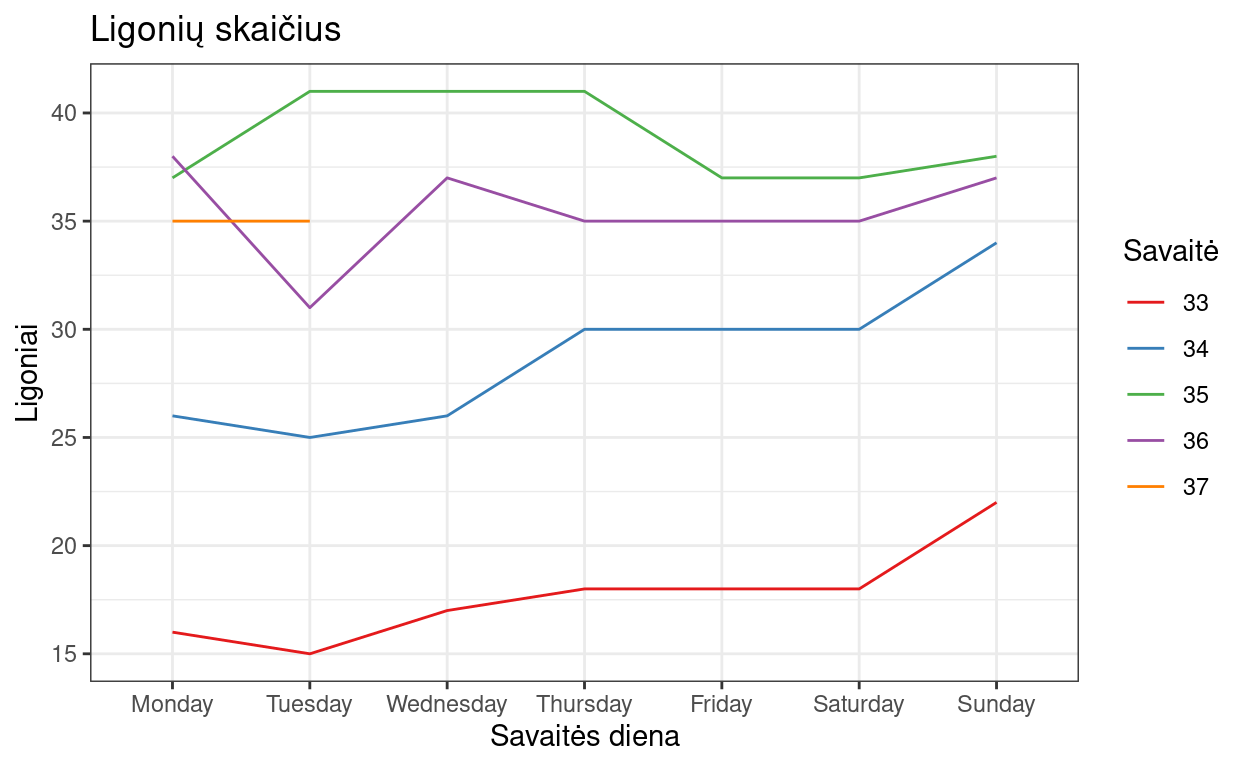 Ligonių skaičius
Ligoniai
40
35
30
25
20
15
Monday Tuesday Wednesday Thursday Friday Saturday Sunday
Savaitės diena
Savaitė
33
34
35
36
37